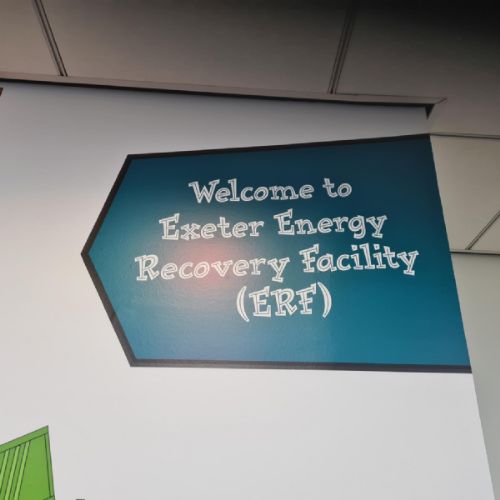 Welcome to
Exeter Energy
Recovery Facility
(ERF)